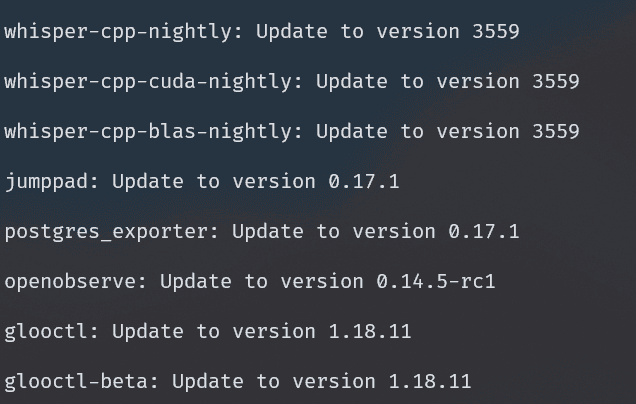 whisper-cpp-nightly: Update to version 3559
whisper-cpp-cuda-nightly: Update to version 3559
whisper-cpp-blas-nightly: Update to version 3559
jumppad: Update to version 0.17.1
postgres_exporter: Update to version 0.17.1
openobserve: Update to version 0.14.5-rc1
glooctl: Update to version 1.18.11
glooctl-beta: Update to version 1.18.11